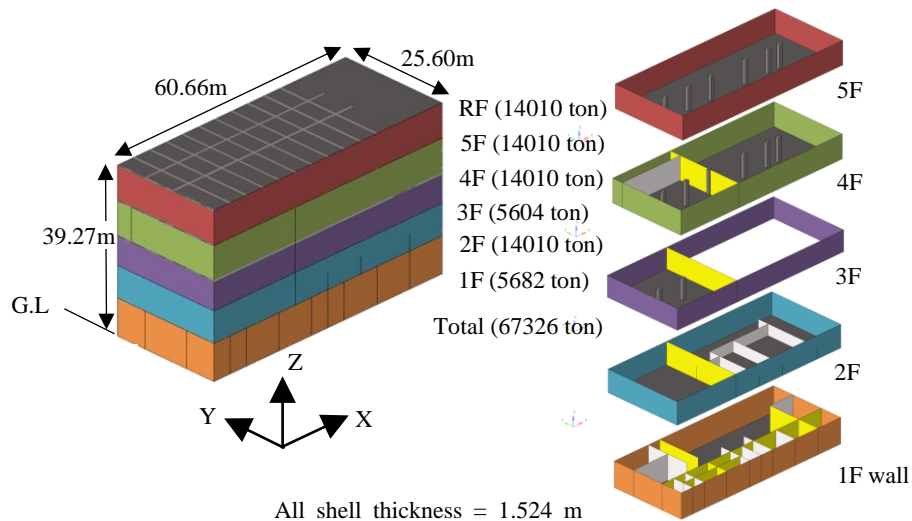 25.60m
60.66m
RF (14010 ton)
5F (14010 ton)
4F (14010 ton)
3F (5604 ton)
2F (14010 ton)
1F (5682 ton)
Total (67326 ton)
39.27m
G.L
Z
Y
X
5F
4F
3F
2F
1F wall
All shell thickness = 1.524 m